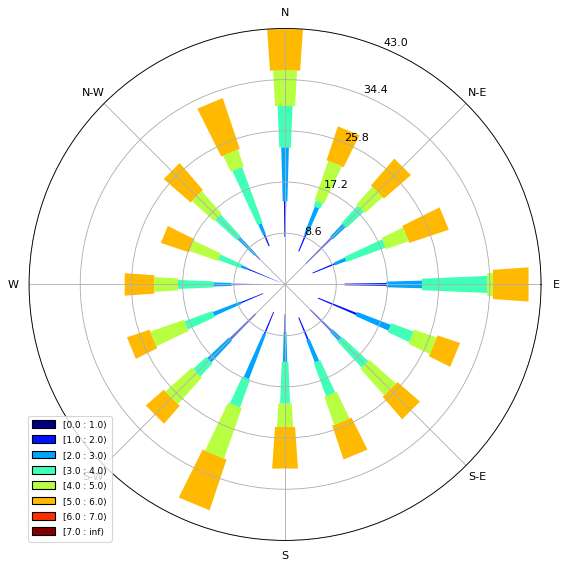 N
43.0
N-W
34.4
N-E
25.8
17.2
8.6
W
E
[0.0 : 1.0)
[1.0 : 2.0)
[2.0 : 3.0)
[3.0 : 4.0)
[4.0 : 5.0)
[5.0 : 6.0)
[6.0 : 7.0)
[7.0 : inf)
S-W
S-E
S